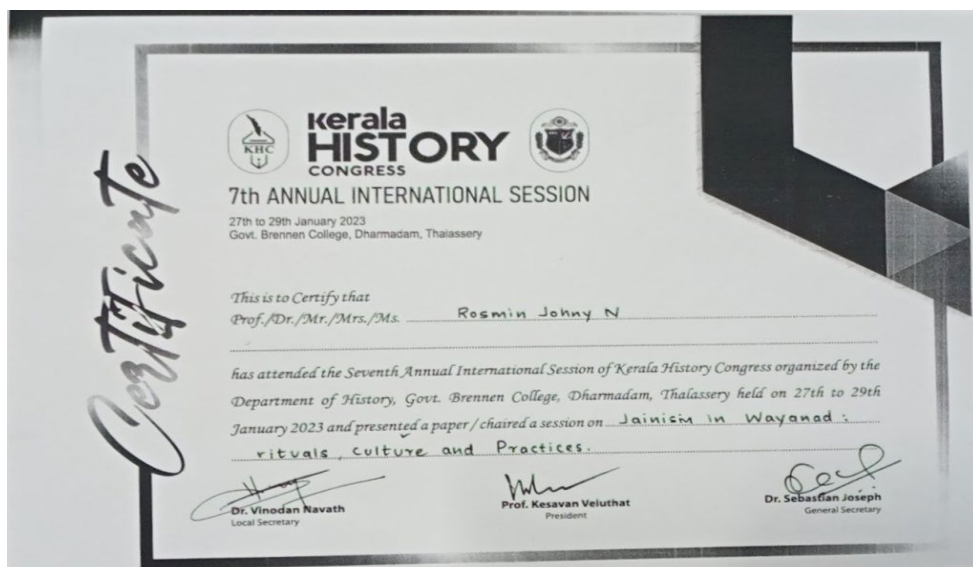 Certificate
KHC
Kerala
HISTORY
CONGRESS
7th ANNUAL INTERNATIONAL SESSION
27th to 29th January 2023
Govt. Brennen College, Dharmadam, Thalassery
This is to Certify that
Prof./Dr./Mr./Mrs./Ms. Rosmin Johny N
has attended the Seventh Annual International Session of Kerala History Congress organized by the
Department of History, Govt. Brennen College, Dharmadam, Thalassery held on 27th to 29th
January 2023 and presented a paper / chaired a session on Jainism in Wayanad :
rituals, culture and Practices.
Dr. Vinodan Navath
Local Secretary
Prof. Kesavan Veluthat
President
Dr. Sebastian Joseph
General Secretary